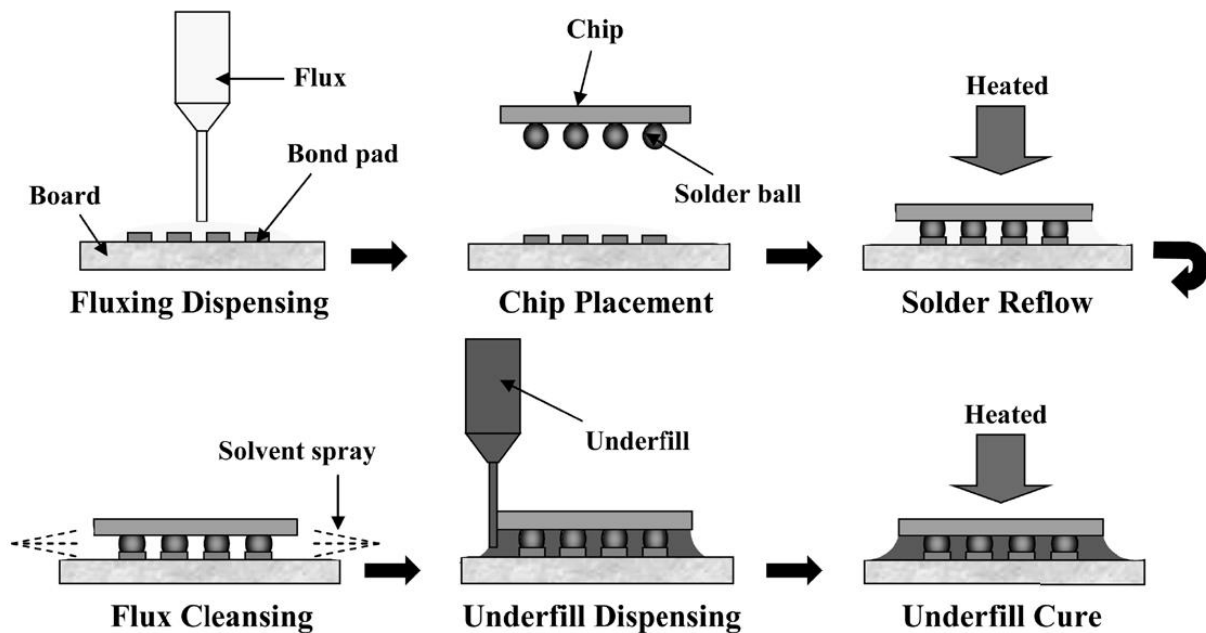 Flux
Bond pad
Board
Fluxing Dispensing
Chip
Solder ball
Chip Placement
Heated
Solder Reflow
Solvent spray
Flux Cleansing
Underfill
Underfill Dispensing
Heated
Underfill Cure